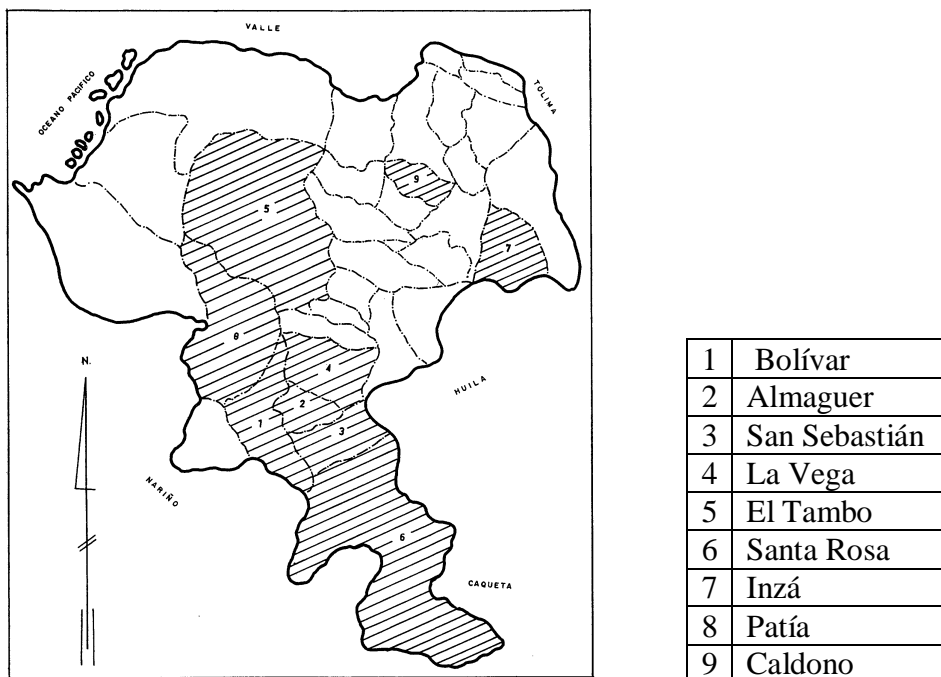 VALLE
OCEANO PACIFICO
TOLIMA
9
5
7
8
N.
4
HUILA
2
1
3
NARIÑO
6
CAQUETA
1 Bolívar
2 Almaguer
3 San Sebastián
4 La Vega
5 El Tambo
6 Santa Rosa
7 Inzá
8 Patía
9 Caldono